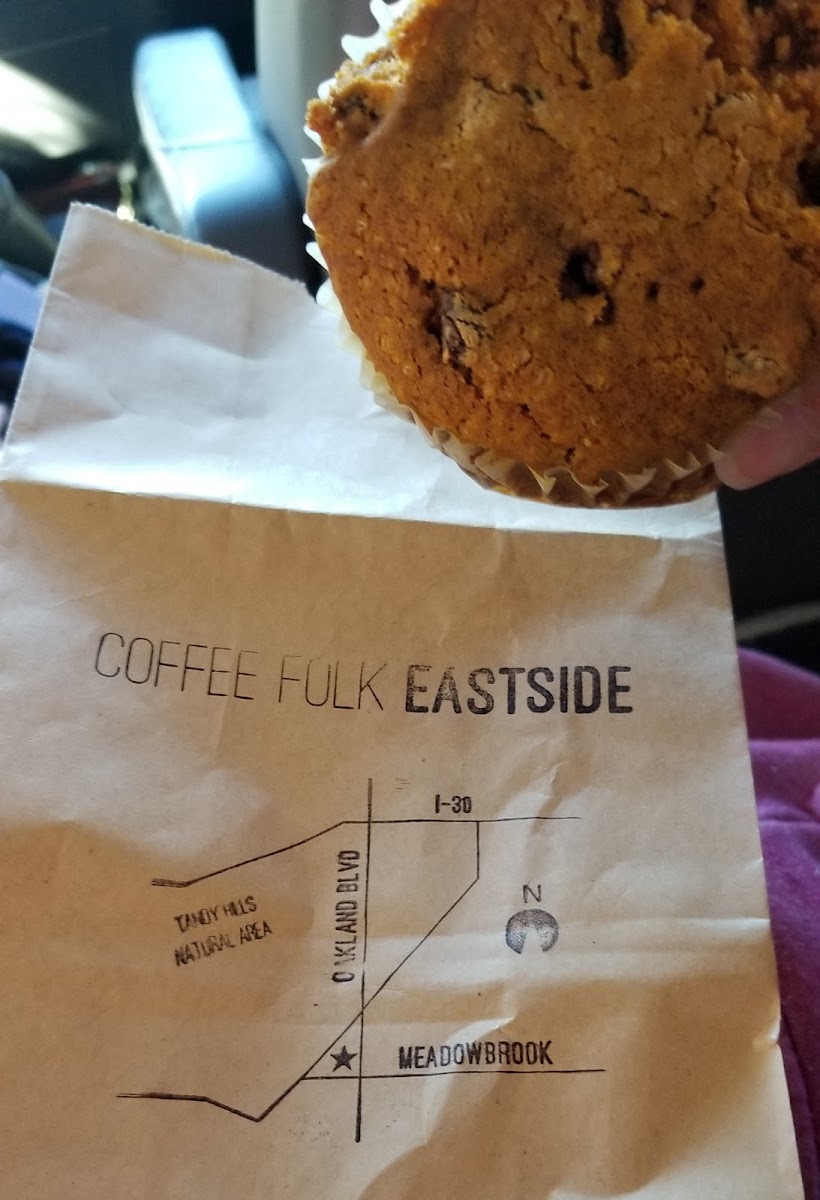 COFFEE FOLK EASTSIDE
I-30
OAKLAND BLVD
TANDY HILLS
NATURAL AREA
N
MEADOWBROOK